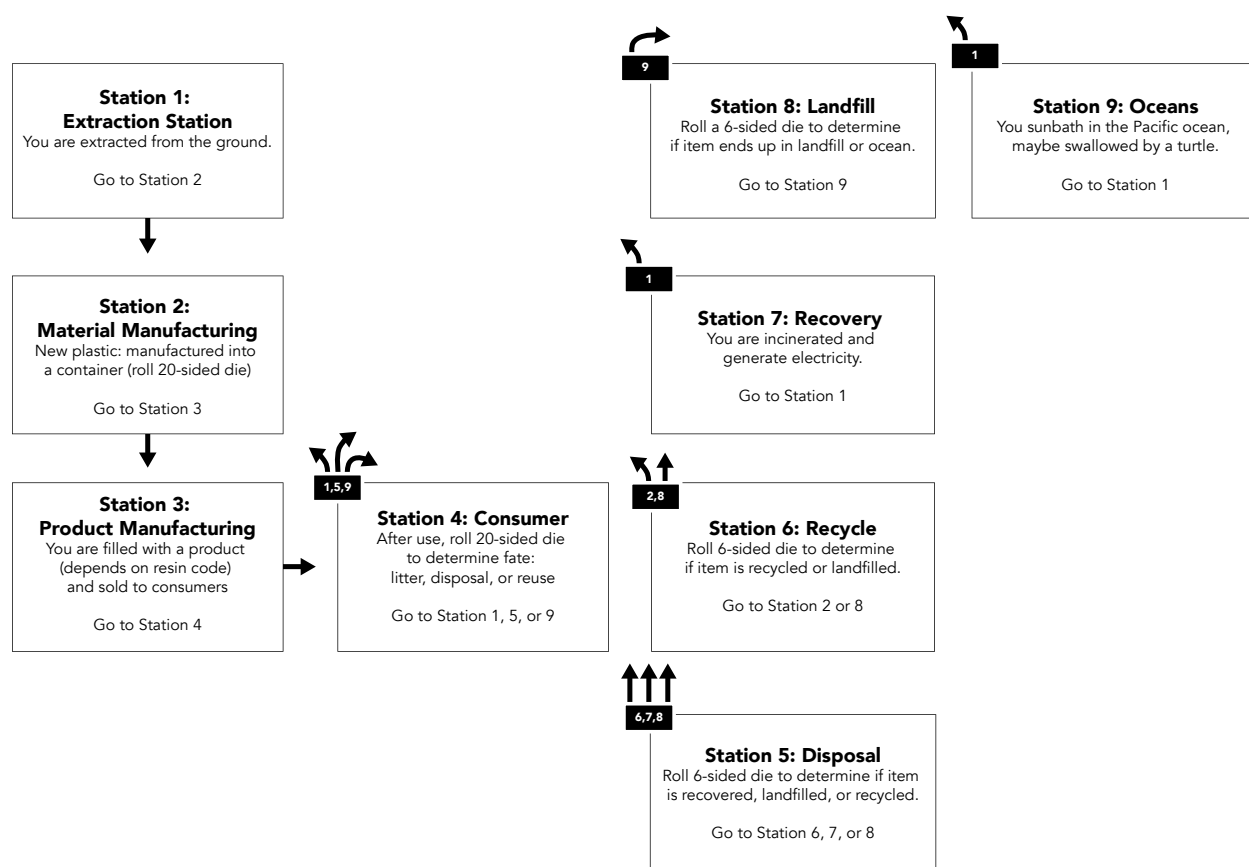 Station 1:
Extraction Station
You are extracted from the ground.
Go to Station 2
Station 2:
Material Manufacturing
New plastic: manufactured into
a container (roll 20-sided die)
Go to Station 3
Station 3:
Product Manufacturing
You are filled with a product
(depends on resin code)
and sold to consumers
Go to Station 4
1,5,9
Station 4: Consumer
After use, roll 20-sided die
to determine fate:
litter, disposal, or reuse
Go to Station 1, 5, or 9
9
Station 8: Landfill
Roll a 6-sided die to determine
if item ends up in landfill or ocean.
Go to Station 9
1
Station 9: Oceans
You sunbath in the Pacific ocean,
maybe swallowed by a turtle.
Go to Station 1
1
Station 7: Recovery
You are incinerated and
generate electricity.
Go to Station 1
2,8
Station 6: Recycle
Roll 6-sided die to determine
if item is recycled or landfilled.
Go to Station 2 or 8
6,7,8
Station 5: Disposal
Roll 6-sided die to determine if item
is recovered, landfilled, or recycled.
Go to Station 6, 7, or 8